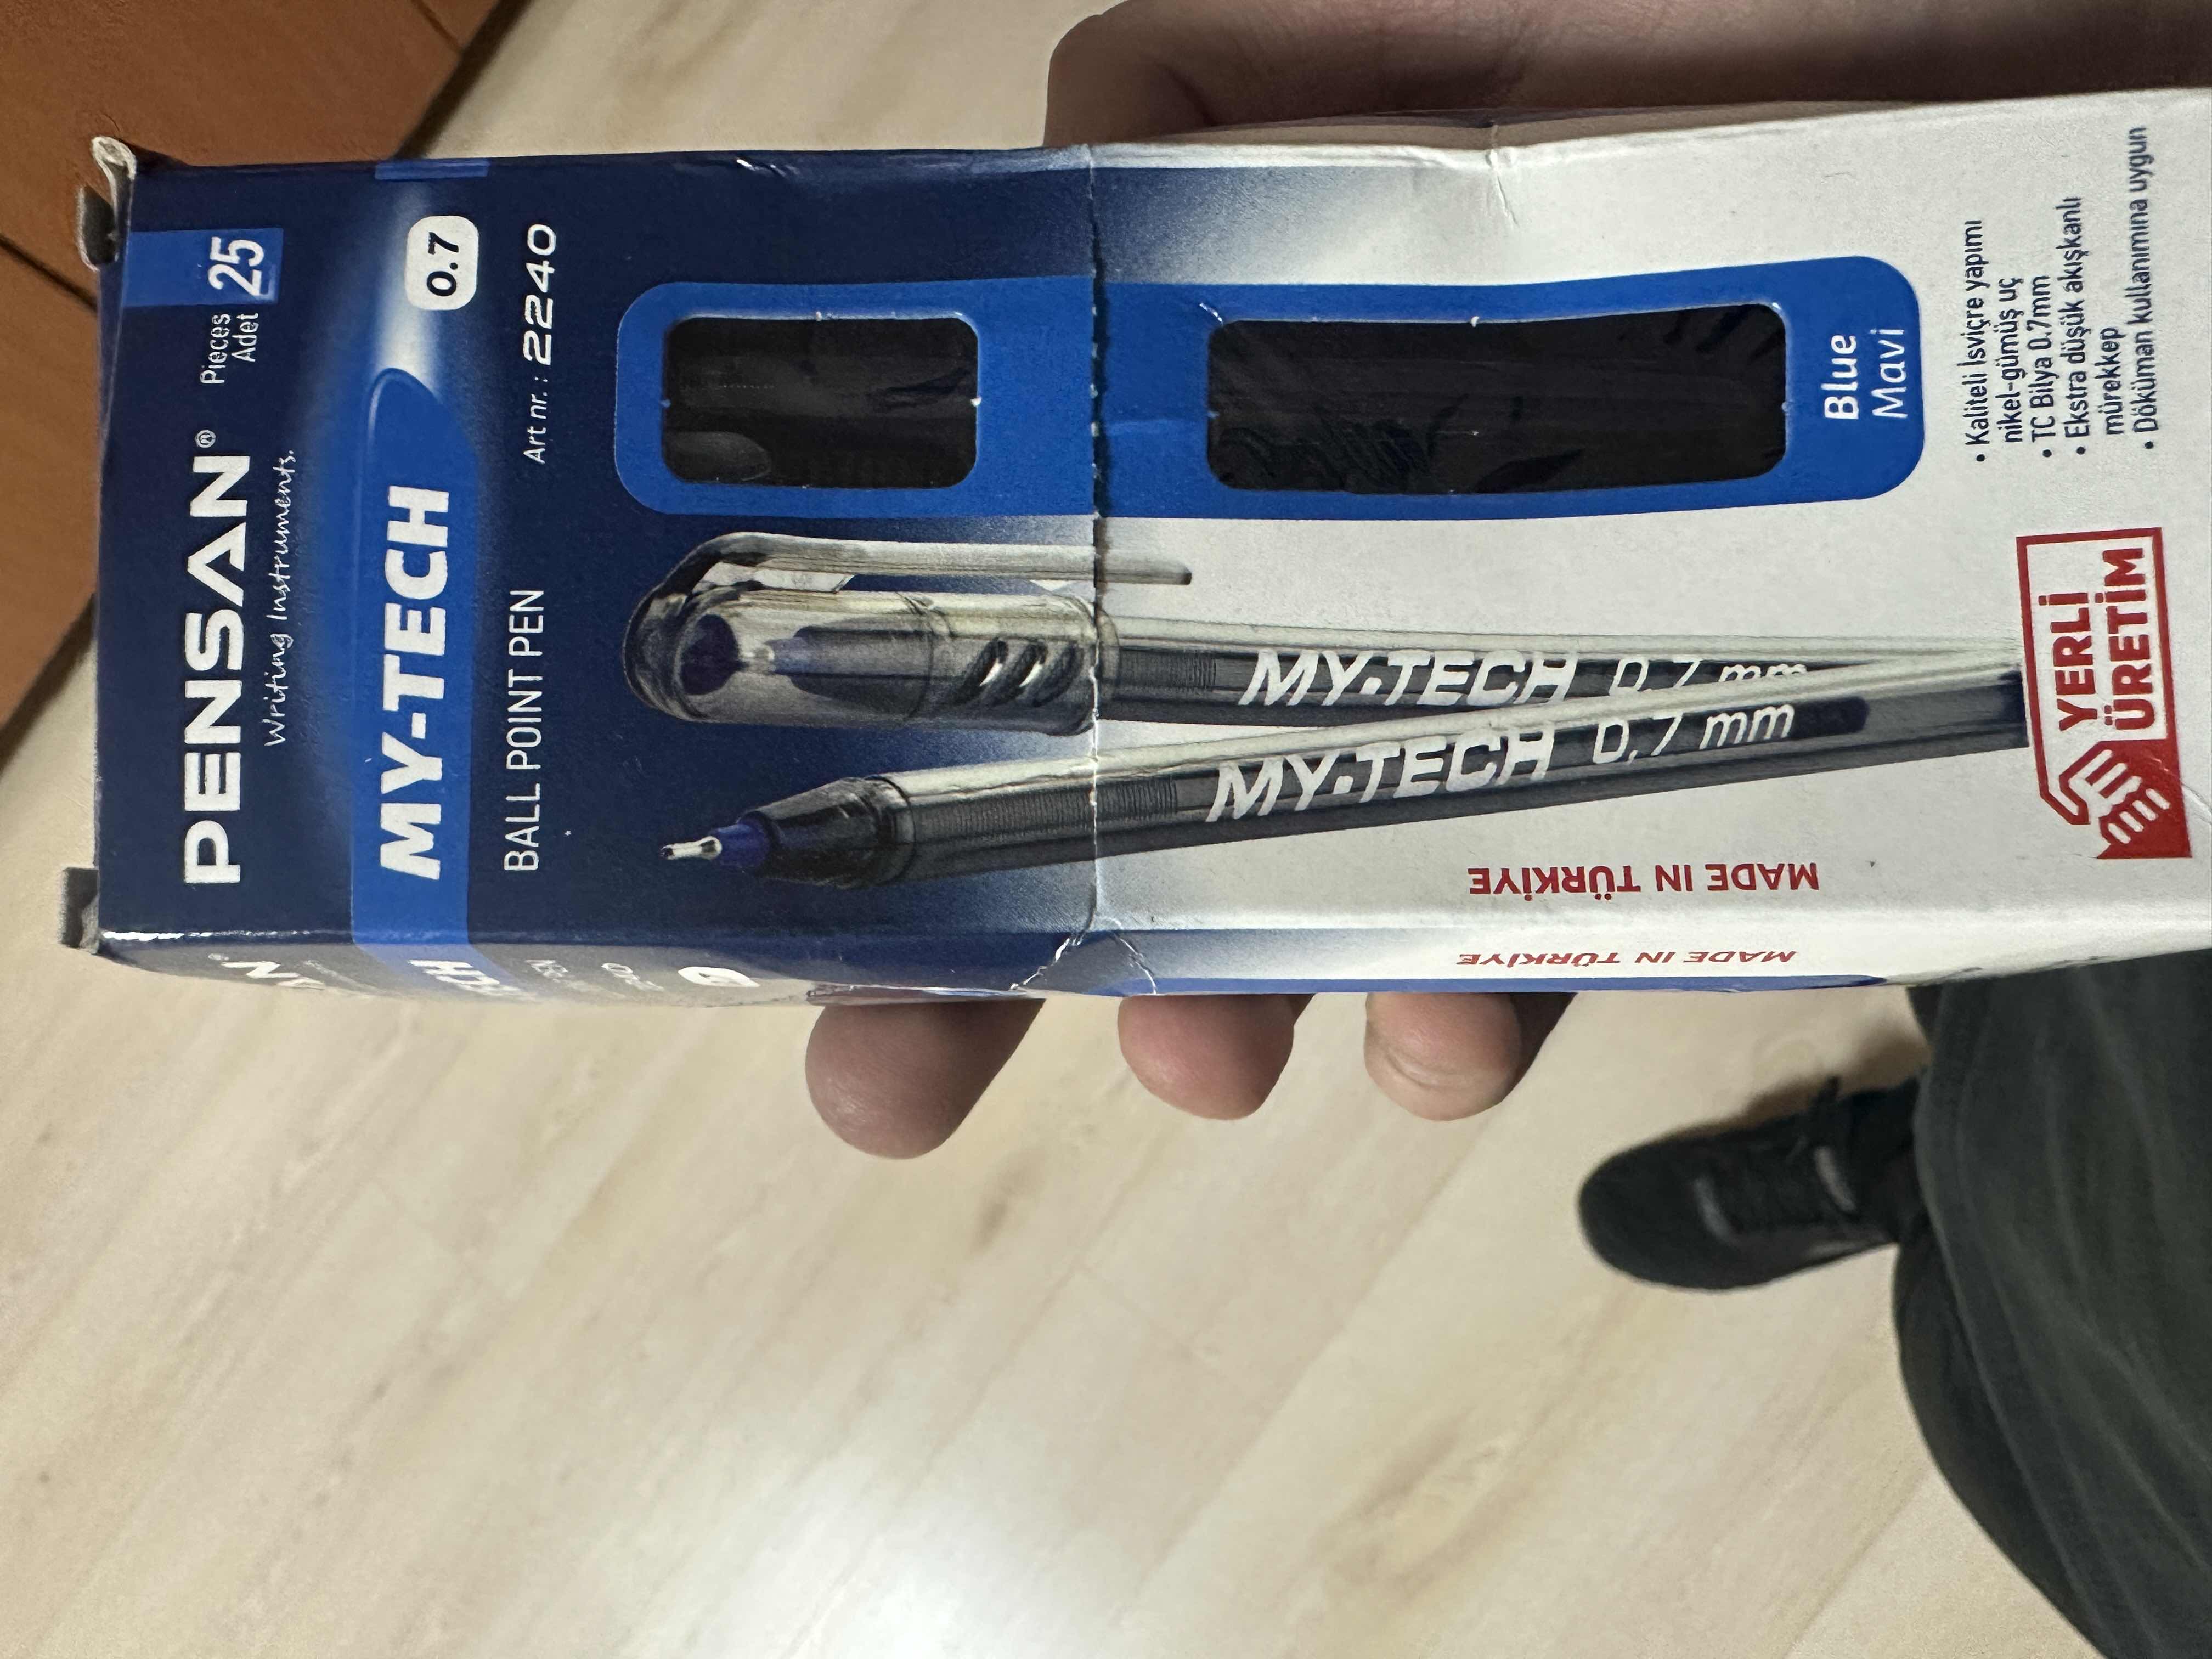 PENSAN®
Writing Instruments.
Pieces
Adet
25
MY-TECH
0.7
BALL POINT PEN
Art nr.: 2240
MY-TECH 0.7 mm
MY-TECH 0.7 mm
Blue
Mavi
• Kaliteli İsviçre yapımı
nikel-gümüş uç
• TC Bilya 0.7mm
• Ekstra düşük akışkanlı
mürekkep
• Döküman kullanımına uygun
YERLİ
ÜRETİM
MADE IN TÜRKİYE
MADE IN TÜRKİYE